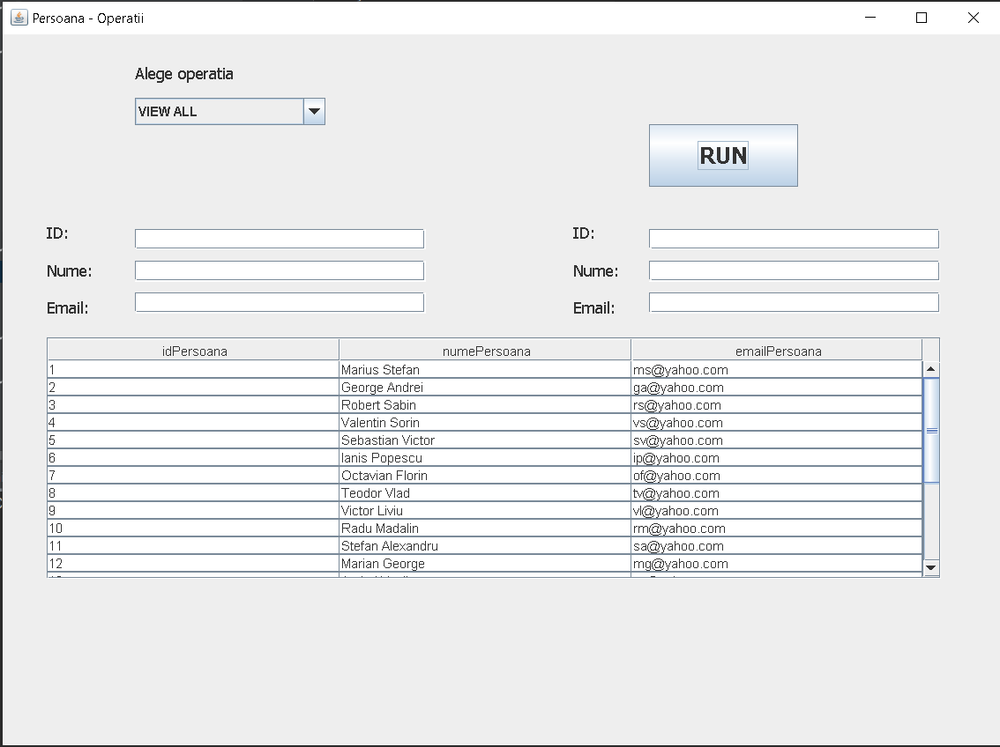 Persoana - Operatii
Alege operatia
VIEW ALL
RUN
ID: ID:
Nume: Nume:
Email: Email:
idPersoana numePersoana emailPersoana
1 Marius Stefan ms@yahoo.com
2 George Andrei ga@yahoo.com
3 Robert Sabin rs@yahoo.com
4 Valentin Sorin vs@yahoo.com
5 Sebastian Victor sv@yahoo.com
6 Ianis Popescu ip@yahoo.com
7 Octavian Florin of@yahoo.com
8 Teodor Vlad tv@yahoo.com
9 Victor Liviu vl@yahoo.com
10 Radu Madalin rm@yahoo.com
11 Stefan Alexandru sa@yahoo.com
12 Marian George mg@yahoo.com